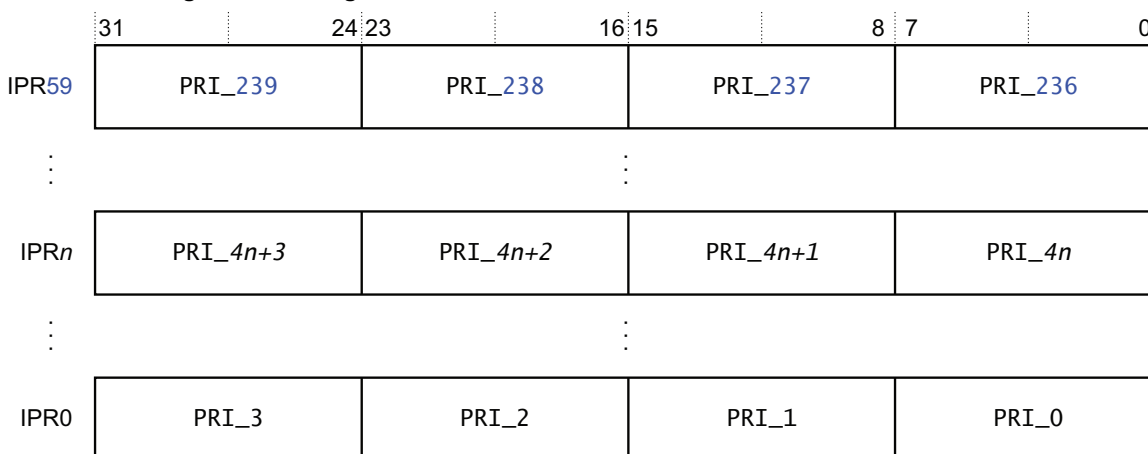 31 24 23 16 15 8 7 0
IPR59 PRI_239 PRI_238 PRI_237 PRI_236
IPRn PRI_4n+3 PRI_4n+2 PRI_4n+1 PRI_4n
IPR0 PRI_3 PRI_2 PRI_1 PRI_0